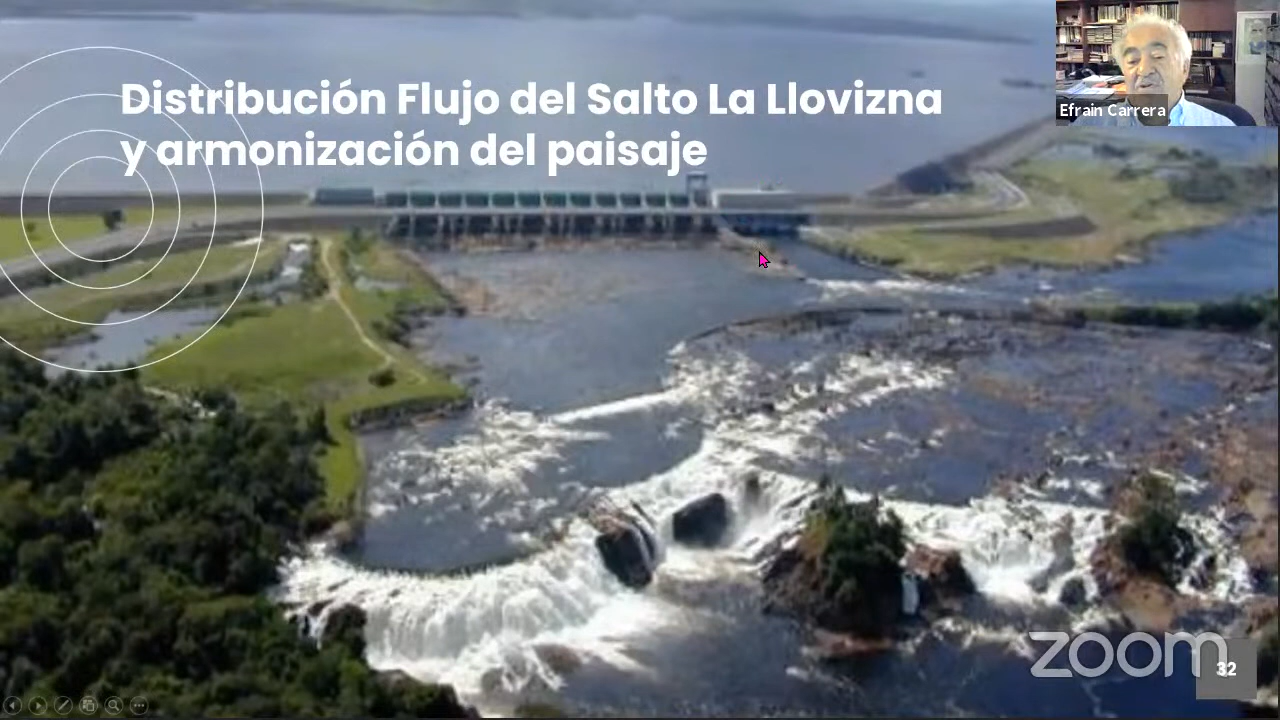 Distribución Flujo del Salto La Llovizna
y armonización del paisaje
Efrain Carrera
zoom
32